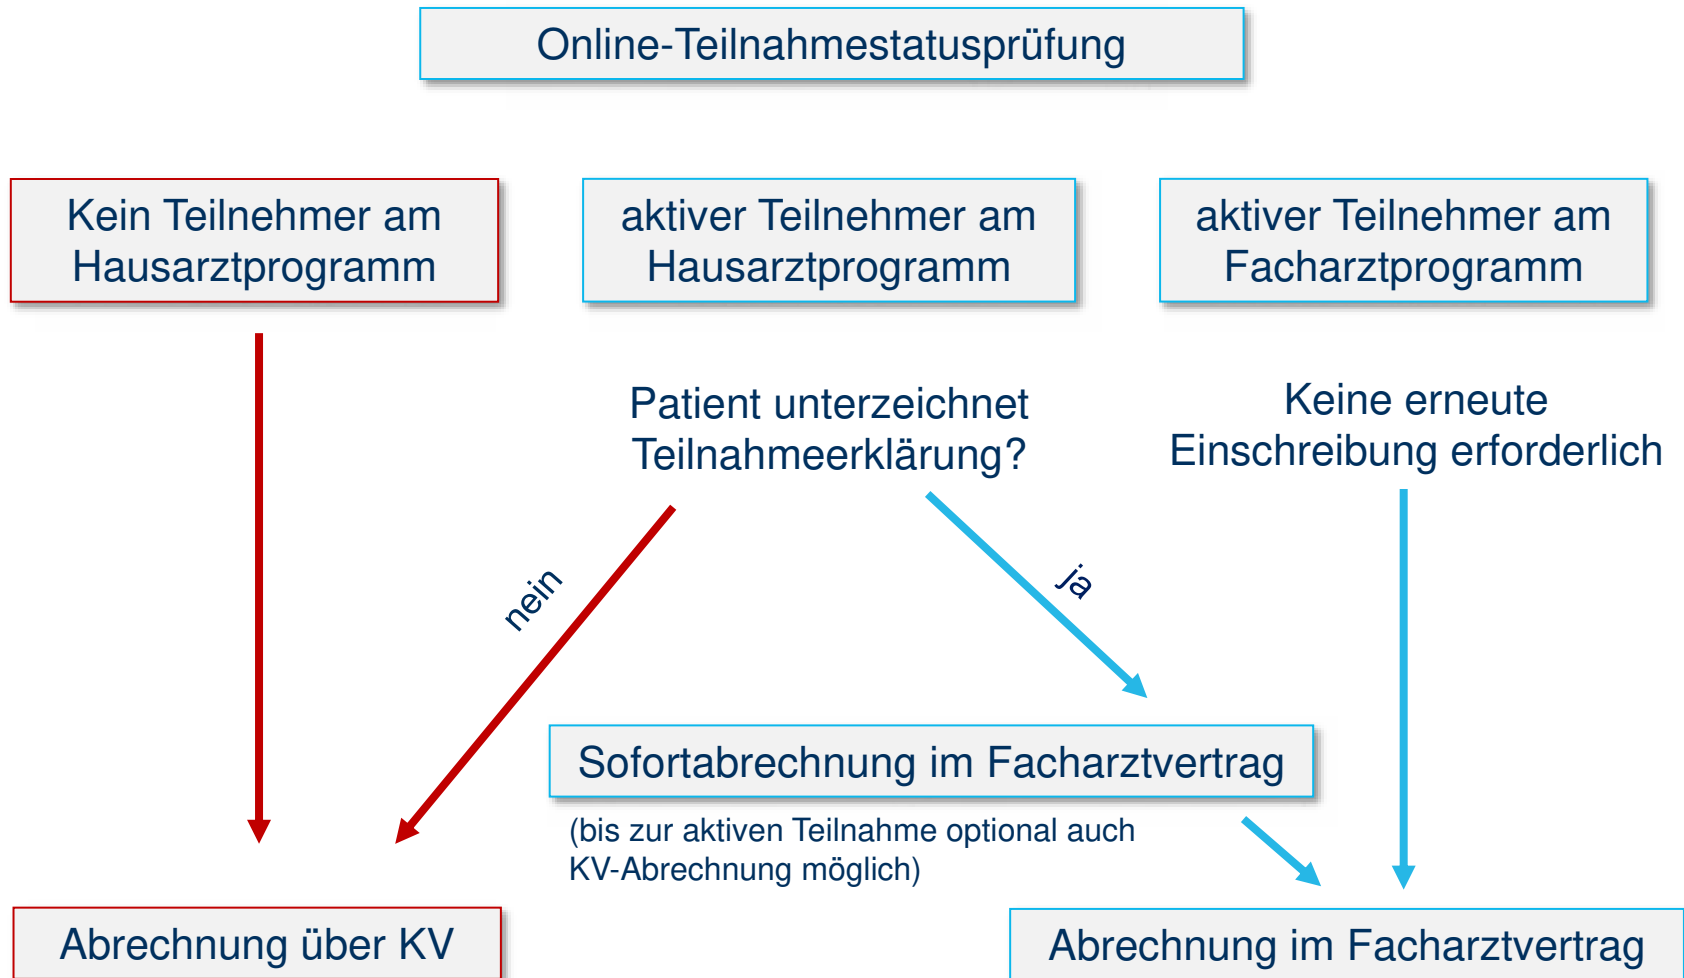 Online-Teilnahmestatusprüfung
Kein Teilnehmer am
Hausarztprogramm
aktiver Teilnehmer am
Hausarztprogramm
aktiver Teilnehmer am
Facharztprogramm
Patient unterzeichnet
Teilnahmeerklärung?
Keine erneute
Einschreibung erforderlich
nein
ja
Sofortabrechnung im Facharztvertrag
(bis zur aktiven Teilnahme optional auch
KV-Abrechnung möglich)
Abrechnung über KV
Abrechnung im Facharztvertrag